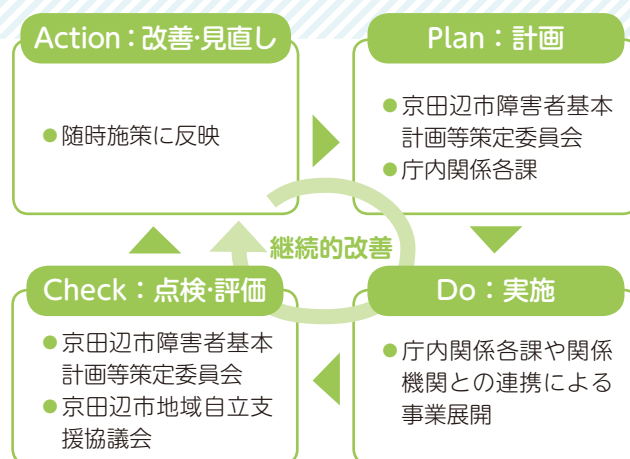 Action：改善・見直し
●随時施策に反映
Plan：計画
●京田辺市障害者基本
計画等策定委員会
●庁内関係各課
継続的改善
Check：点検・評価
●京田辺市障害者基本
計画等策定委員会
●京田辺市地域自立支
援協議会
Do：実施
●庁内関係各課や関係
機関との連携による
事業展開